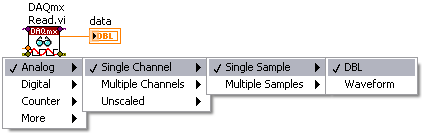 DAQmx
Read.vi
data
DBL
✓ Analog
Digital
Counter
More
✓ Single Channel
Multiple Channels
Unscaled
✓ Single Sample
Multiple Samples
✓ DBL
Waveform